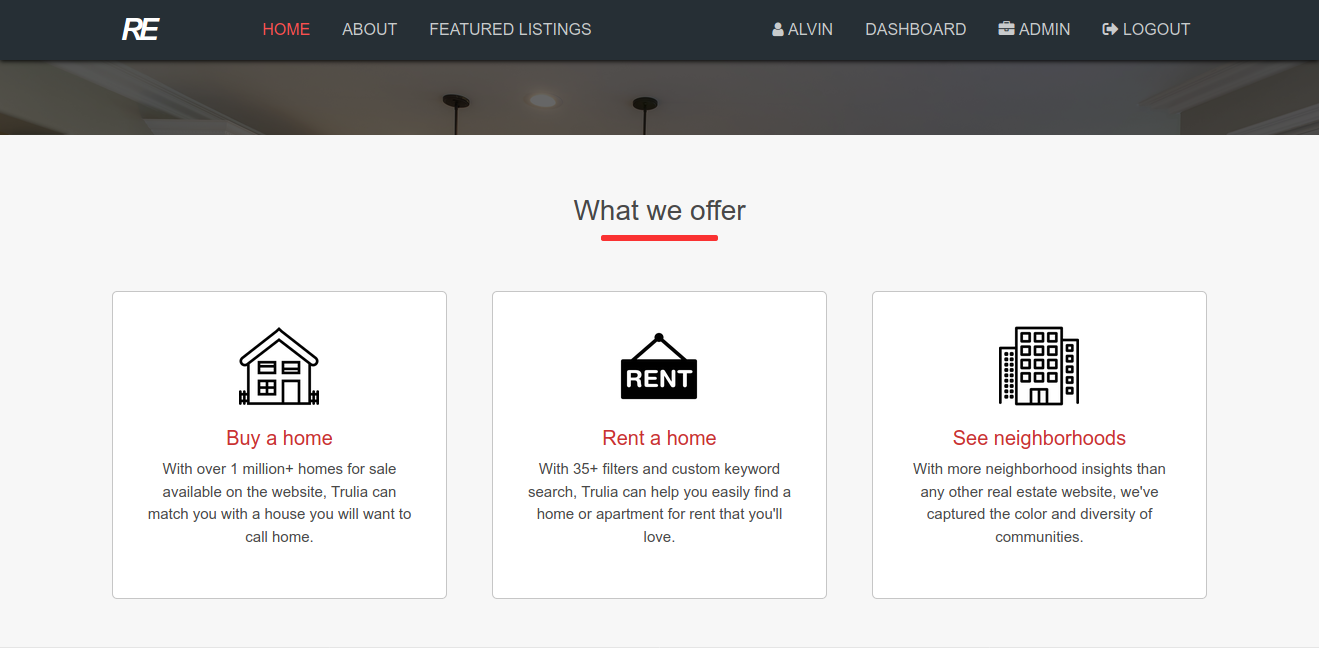 RE HOME ABOUT FEATURED LISTINGS ALVIN DASHBOARD ADMIN LOGOUT
What we offer
RENT
Buy a home
With over 1 million+ homes for sale
available on the website, Trulia can
match you with a house you will want to
call home.
Rent a home
With 35+ filters and custom keyword
search, Trulia can help you easily find a
home or apartment for rent that you'll
love.
See neighborhoods
With more neighborhood insights than
any other real estate website, we've
captured the color and diversity of
communities.